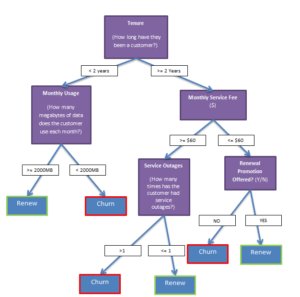 Tenure
(How long have they
been a customer?)
< 2 years
>= 2 Years
Monthly Usage
(How many
megabytes of data
does the customer
use each month?)
Monthly Service Fee
($)
>= 2000MB
< 2000MB
<= $60
Renew
Churn
Service Outages
(How many
times has the
customer had
service
outages?)
Renewal
Promotion
Offered? (Y/N)
NO
YES
>1
<= 1
Churn
Renew
Churn
Renew